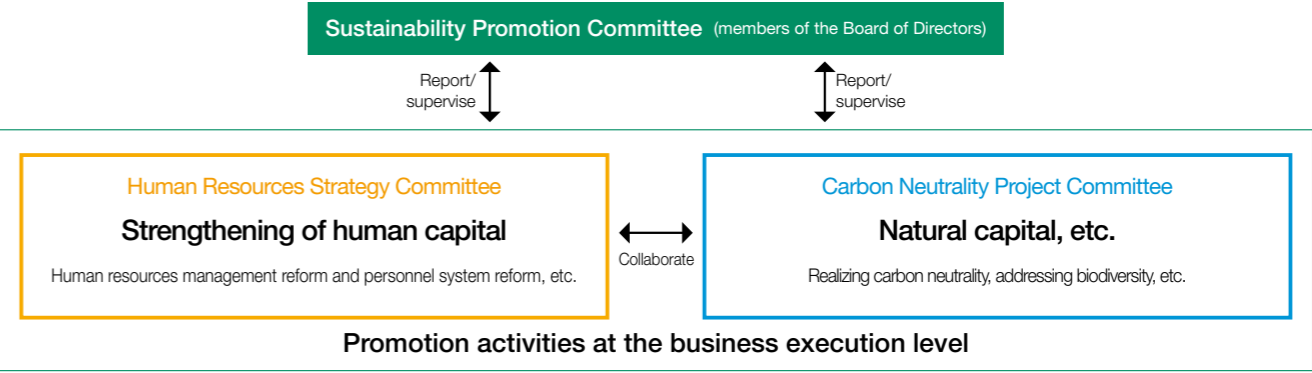 Sustainability Promotion Committee (members of the Board of Directors)
Report/
supervise
Report/
supervise
Human Resources Strategy Committee
Strengthening of human capital
Human resources management reform and personnel system reform, etc.
Collaborate
Carbon Neutrality Project Committee
Natural capital, etc.
Realizing carbon neutrality, addressing biodiversity, etc.
Promotion activities at the business execution level